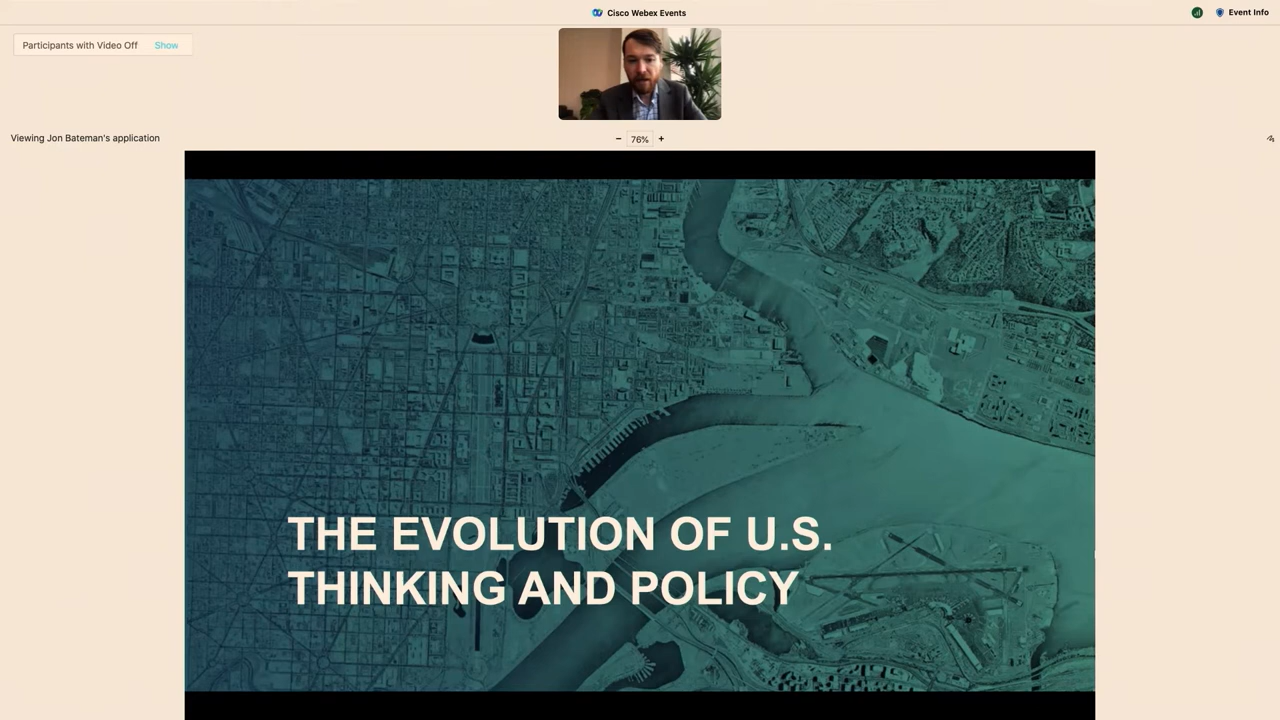 Cisco Webex Events
Event Info
Participants with Video Off Show
Viewing Jon Bateman's application
− 76% +
THE EVOLUTION OF U.S.
THINKING AND POLICY